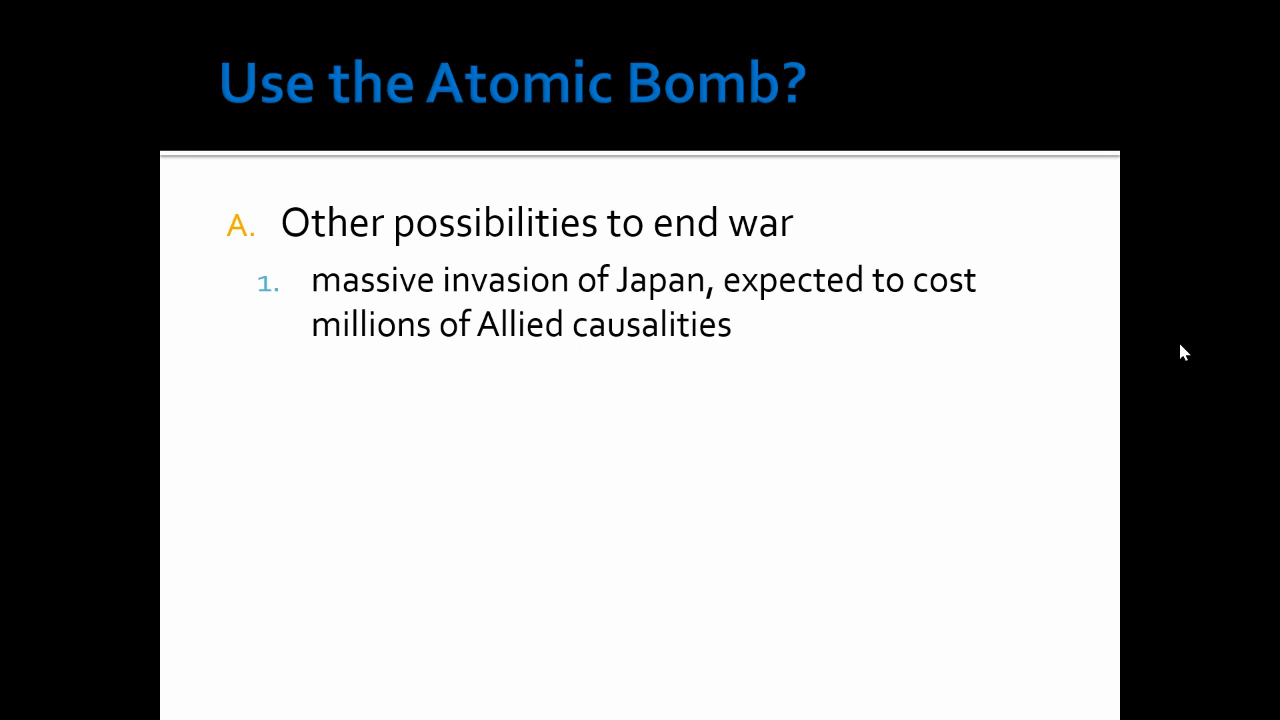 Use the Atomic Bomb?
A. Other possibilities to end war
1. massive invasion of Japan, expected to cost
millions of Allied causalities